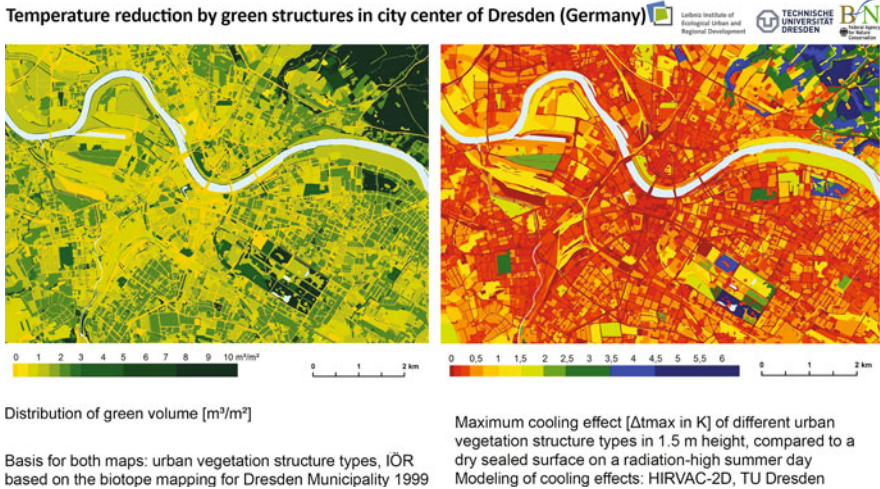 Temperature reduction by green structures in city center of Dresden (Germany)
Leibniz Institute of
Ecological Urban and
Regional Development
TECHNISCHE
UNIVERSITÄT
DRESDEN
BfN
Federal Agency
for Nature
Conservation
0 1 2 3 4 5 6 7 8 9 10 m³/m²
0 1 2 km
0 0,5 1 1,5 2 2,5 3 3,5 4 4,5 5 5,5 6
0 1 2 km
Distribution of green volume [m³/m²]
Basis for both maps: urban vegetation structure types, IÖR
based on the biotope mapping for Dresden Municipality 1999
Maximum cooling effect [Δtmax in K] of different urban
vegetation structure types in 1.5 m height, compared to a
dry sealed surface on a radiation-high summer day
Modeling of cooling effects: HIRVAC-2D, TU Dresden